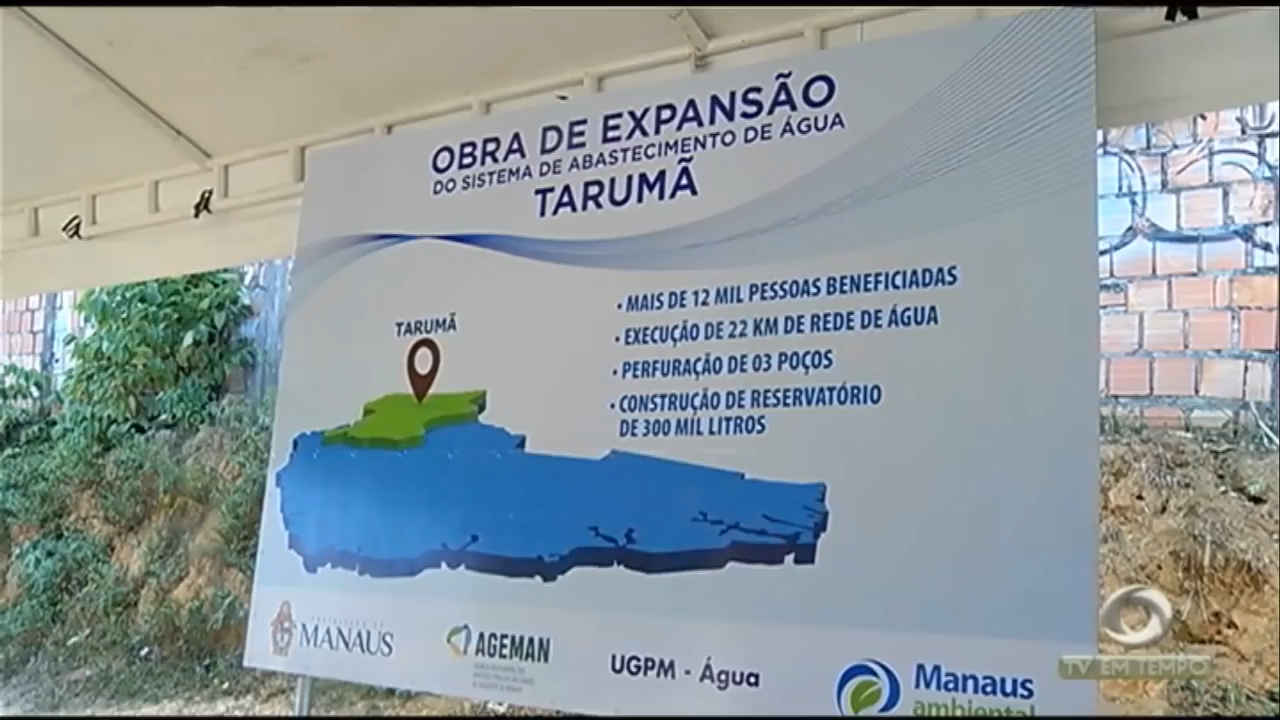 OBRA DE EXPANSÃO
DO SISTEMA DE ABASTECIMENTO DE ÁGUA
TARUMÃ
• MAIS DE 12 MIL PESSOAS BENEFICIADAS
• EXECUÇÃO DE 22 KM DE REDE DE ÁGUA
• PERFURAÇÃO DE 03 POÇOS
• CONSTRUÇÃO DE RESERVATÓRIO
DE 300 MIL LITROS
TARUMÃ
MANAUS
AGEMAN
UGPM - Água
Manaus
ambiental
TV EM TEMPO